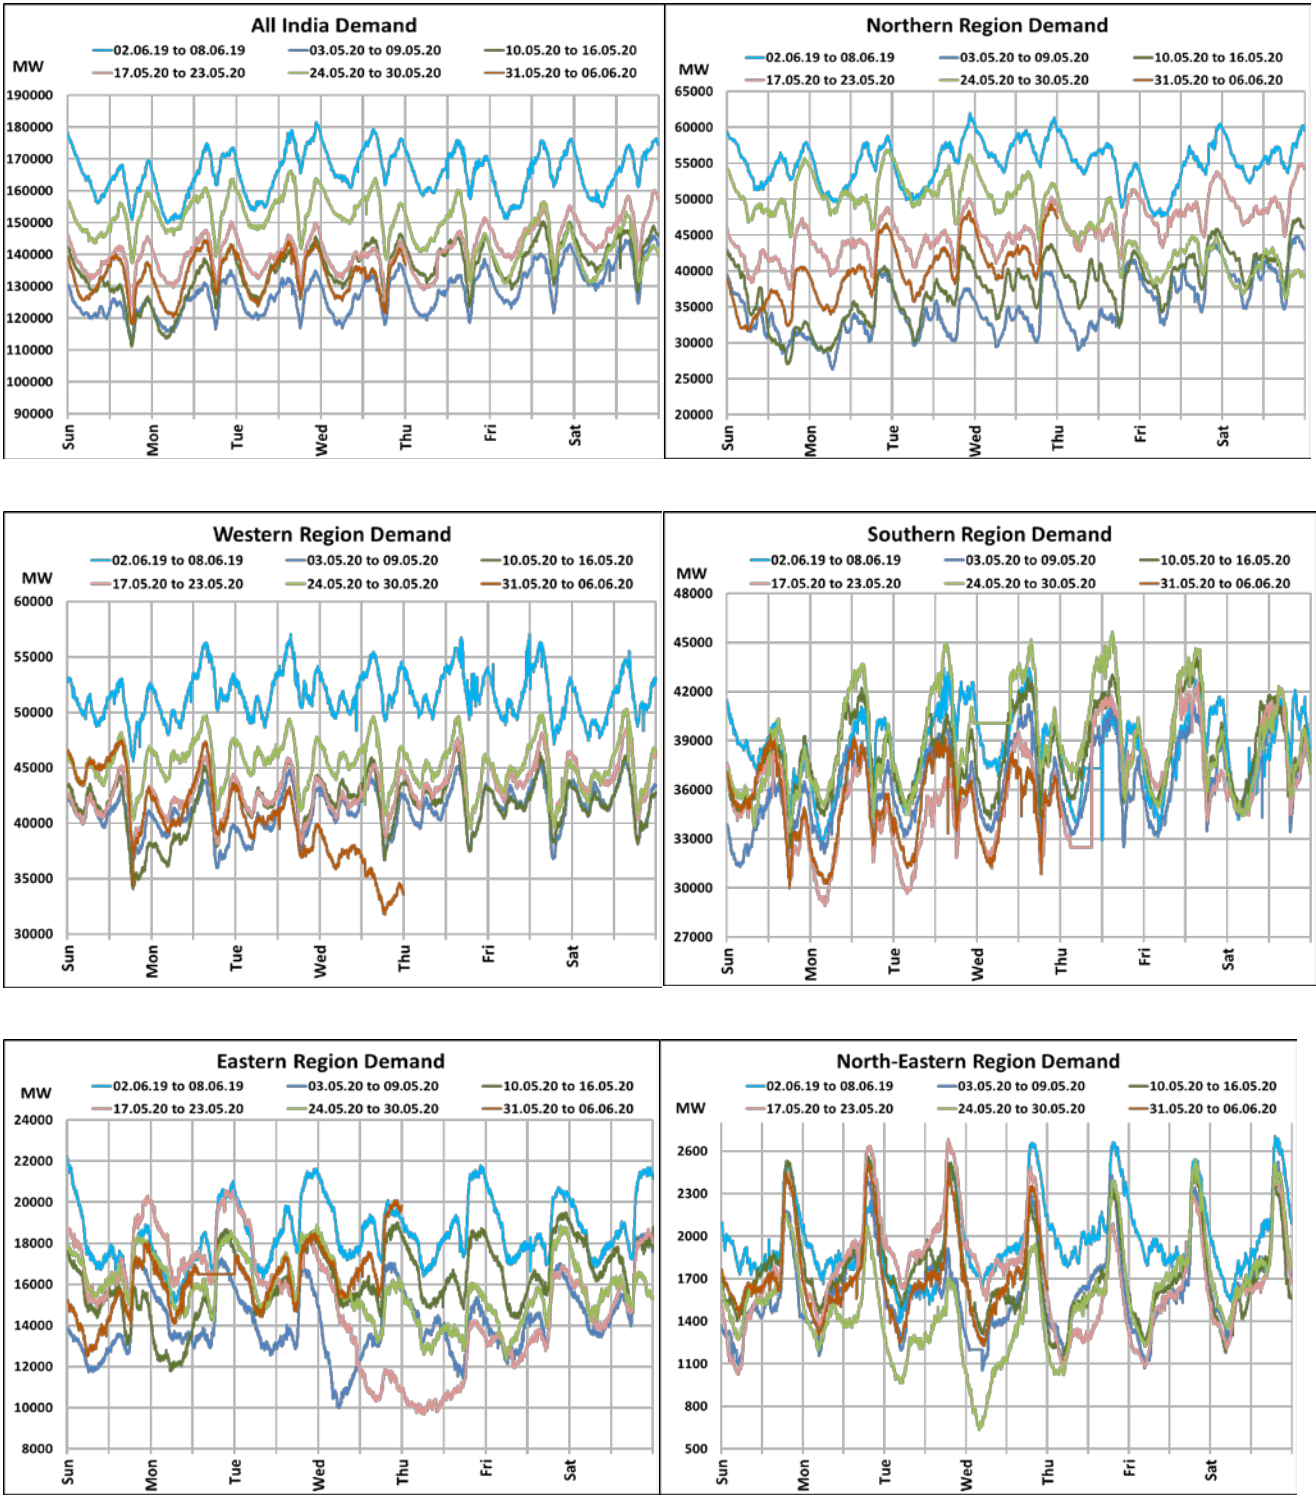 All India Demand
02.06.19 to 08.06.19 03.05.20 to 09.05.20 10.05.20 to 16.05.20
17.05.20 to 23.05.20 24.05.20 to 30.05.20 31.05.20 to 06.06.20
MW
190000
180000
170000
160000
150000
140000
130000
120000
110000
100000
90000
Sun Mon Tue Wed Thu Fri Sat
Northern Region Demand
02.06.19 to 08.06.19 03.05.20 to 09.05.20 10.05.20 to 16.05.20
17.05.20 to 23.05.20 24.05.20 to 30.05.20 31.05.20 to 06.06.20
MW
65000
60000
55000
50000
45000
40000
35000
30000
25000
20000
Sun Mon Tue Wed Thu Fri Sat
Western Region Demand
02.06.19 to 08.06.19 03.05.20 to 09.05.20 10.05.20 to 16.05.20
MW
17.05.20 to 23.05.20 24.05.20 to 30.05.20 31.05.20 to 06.06.20
60000
55000
50000
45000
40000
35000
30000
Sun Mon Tue Wed Thu Fri Sat
Southern Region Demand
02.06.19 to 08.06.19 03.05.20 to 09.05.20 10.05.20 to 16.05.20
MW
17.05.20 to 23.05.20 24.05.20 to 30.05.20 31.05.20 to 06.06.20
48000
45000
42000
39000
36000
33000
30000
27000
Sun Mon Tue Wed Thu Fri Sat
Eastern Region Demand
02.06.19 to 08.06.19 03.05.20 to 09.05.20 10.05.20 to 16.05.20
MW
17.05.20 to 23.05.20 24.05.20 to 30.05.20 31.05.20 to 06.06.20
24000
22000
20000
18000
16000
14000
12000
10000
8000
Sun Mon Tue Wed Thu Fri Sat
North-Eastern Region Demand
02.06.19 to 08.06.19 03.05.20 to 09.05.20 10.05.20 to 16.05.20
MW
17.05.20 to 23.05.20 24.05.20 to 30.05.20 31.05.20 to 06.06.20
2600
2300
2000
1700
1400
1100
800
500
Sun Mon Tue Wed Thu Fri Sat